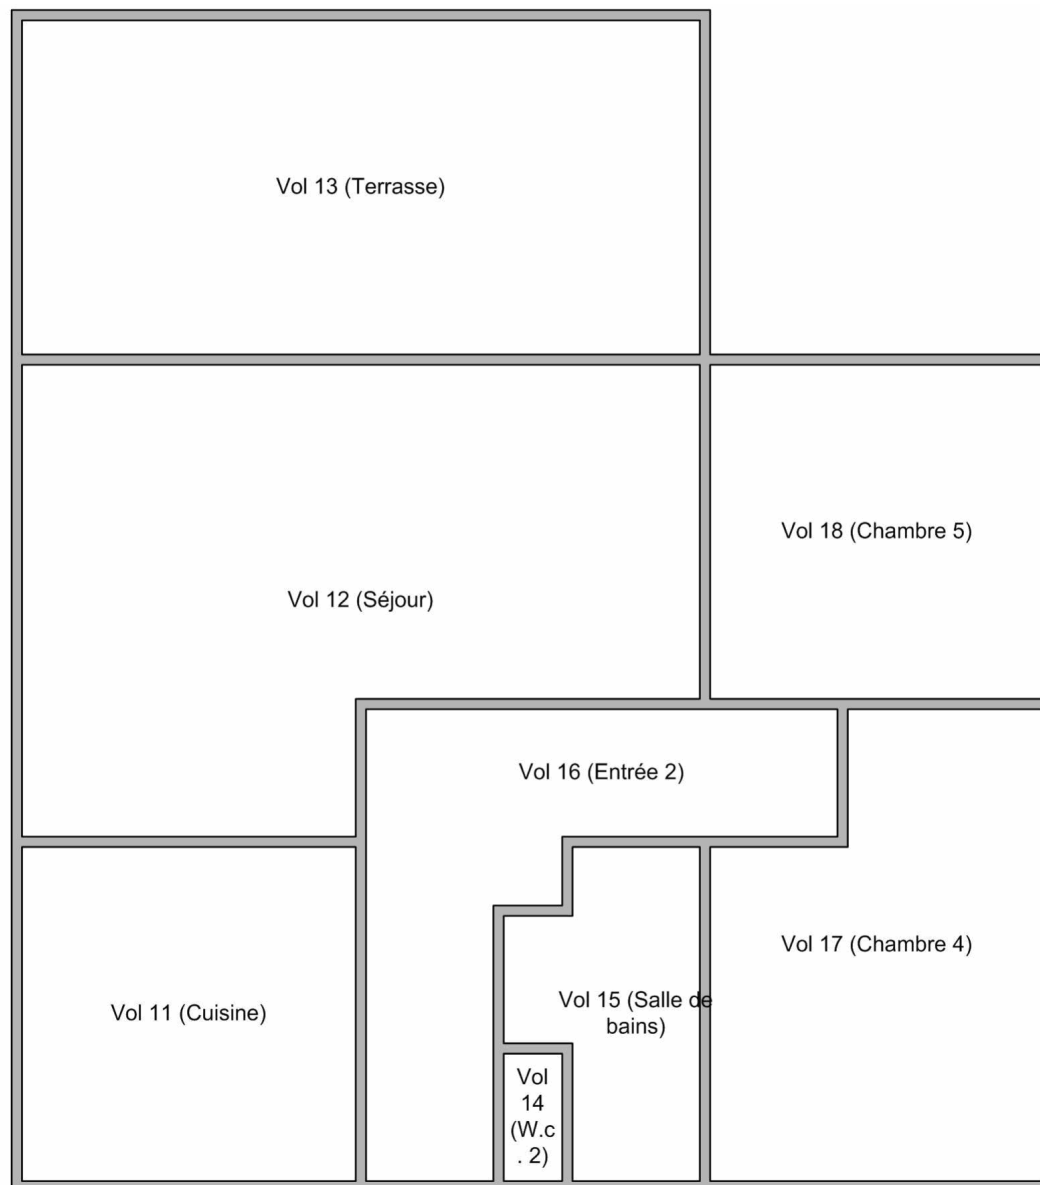 Vol 13 (Terrasse)
Vol 18 (Chambre 5)
Vol 12 (Séjour)
Vol 16 (Entrée 2)
Vol 17 (Chambre 4)
Vol 15 (Salle de
bains)
Vol 11 (Cuisine)
Vol
14
(W.c
. 2)